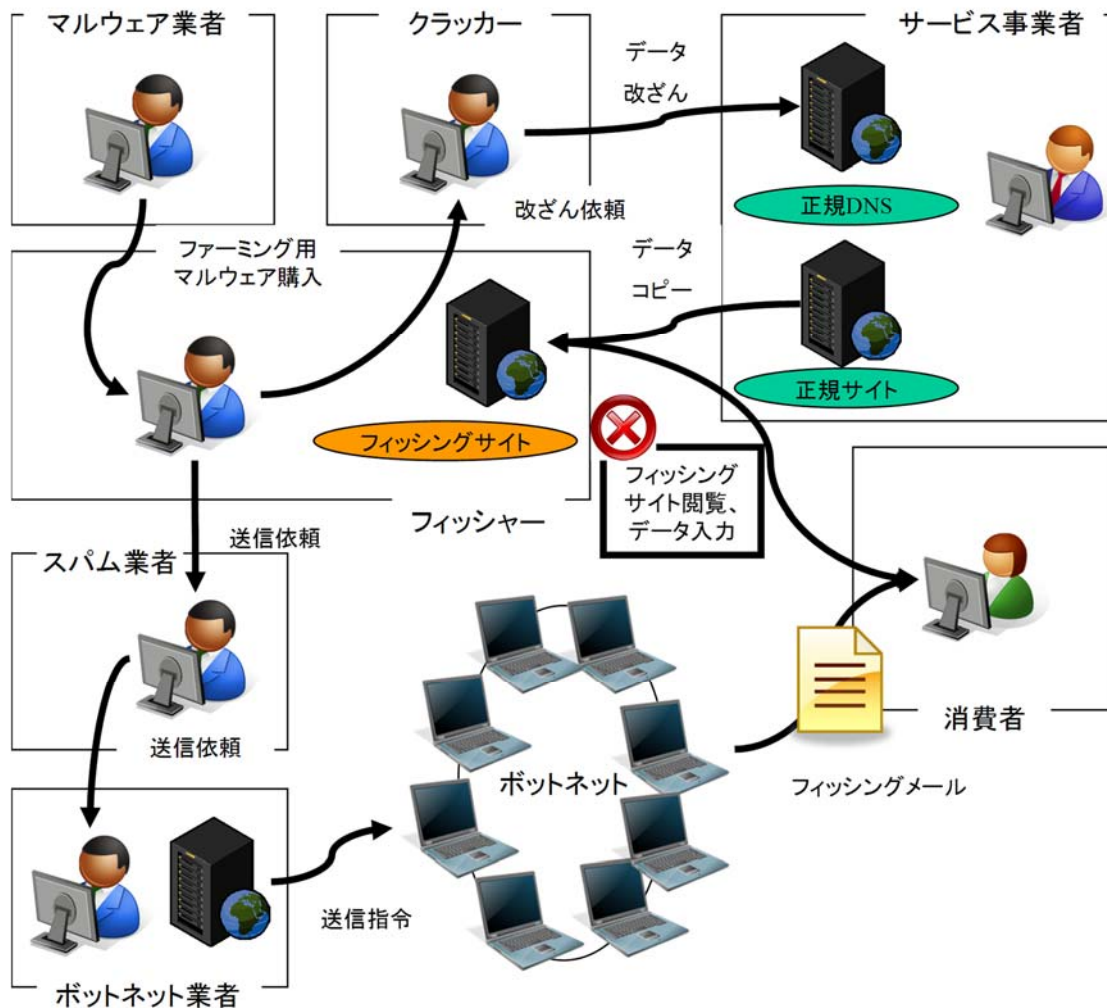 マルウェア業者
クラッカー
サービス事業者
データ
改ざん
正規DNS
改ざん依頼
ファーミング用
マルウェア購入
データ
コピー
正規サイト
フィッシングサイト
フィッシャー
フィッシング
サイト閲覧、
データ入力
送信依頼
スパム業者
送信依頼
消費者
ボットネット
フィッシングメール
送信指令
ボットネット業者